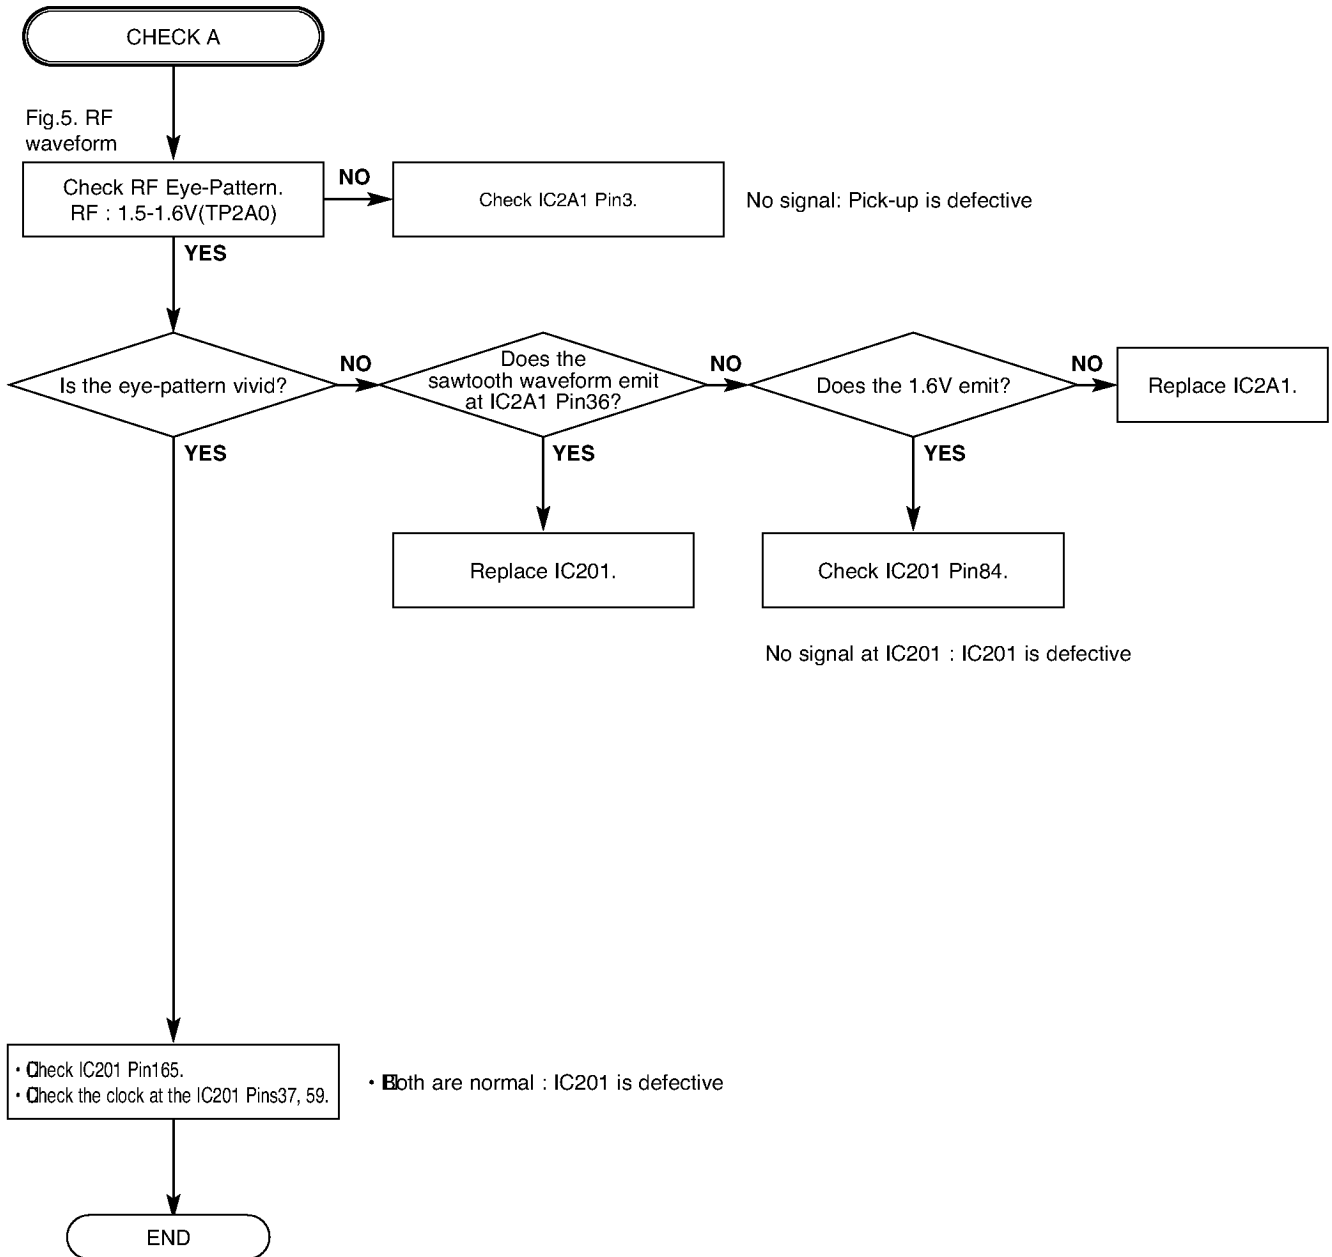 CHECK A
Fig.5. RF
waveform
Check RF Eye-Pattern.
RF : 1.5-1.6V(TP2A0)
NO
Check IC2A1 Pin3.
No signal: Pick-up is defective
YES
Is the eye-pattern vivid?
NO
Does the
sawtooth waveform emit
at IC2A1 Pin36?
NO
Does the 1.6V emit?
NO
Replace IC2A1.
YES
YES
YES
Replace IC201.
Check IC201 Pin84.
No signal at IC201 : IC201 is defective
• Check IC201 Pin165.
• Check the clock at the IC201 Pins37, 59.
• Both are normal : IC201 is defective
END